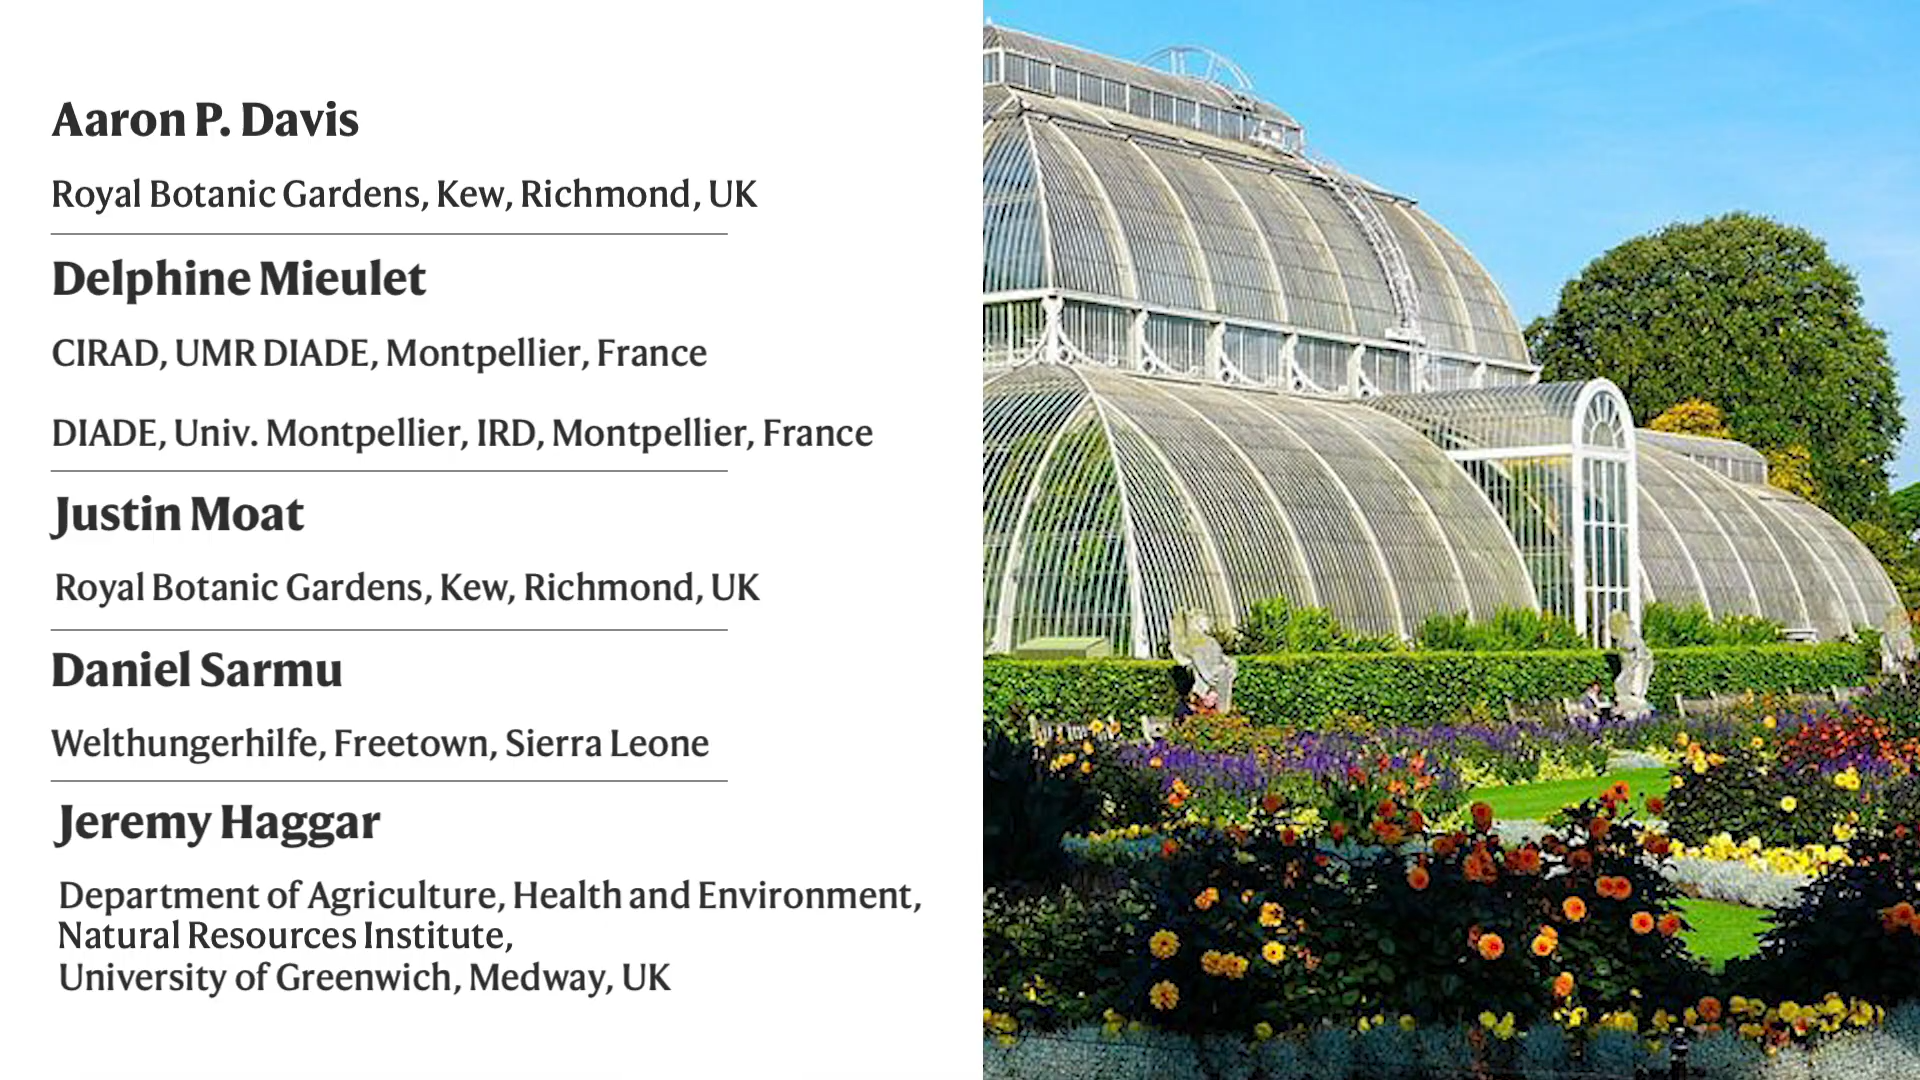 Aaron P. Davis
Royal Botanic Gardens, Kew, Richmond, UK
Delphine Mieulet
CIRAD, UMR DIADE, Montpellier, France
DIADE, Univ. Montpellier, IRD, Montpellier, France
Justin Moat
Royal Botanic Gardens, Kew, Richmond, UK
Daniel Sarmu
Welthungerhilfe, Freetown, Sierra Leone
Jeremy Haggar
Department of Agriculture, Health and Environment,
Natural Resources Institute,
University of Greenwich, Medway, UK